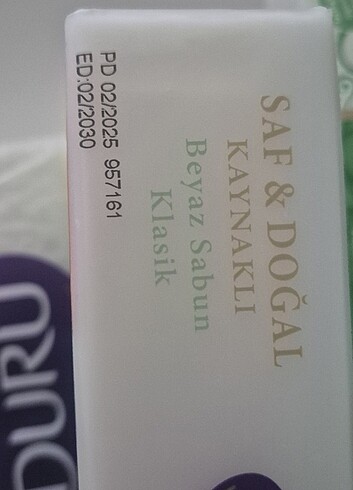 SAF & DOĞAL
KAYNAKLI
Beyaz Sabun
Klasik
PD 02/2025 957161
ED:02/2030
DURU